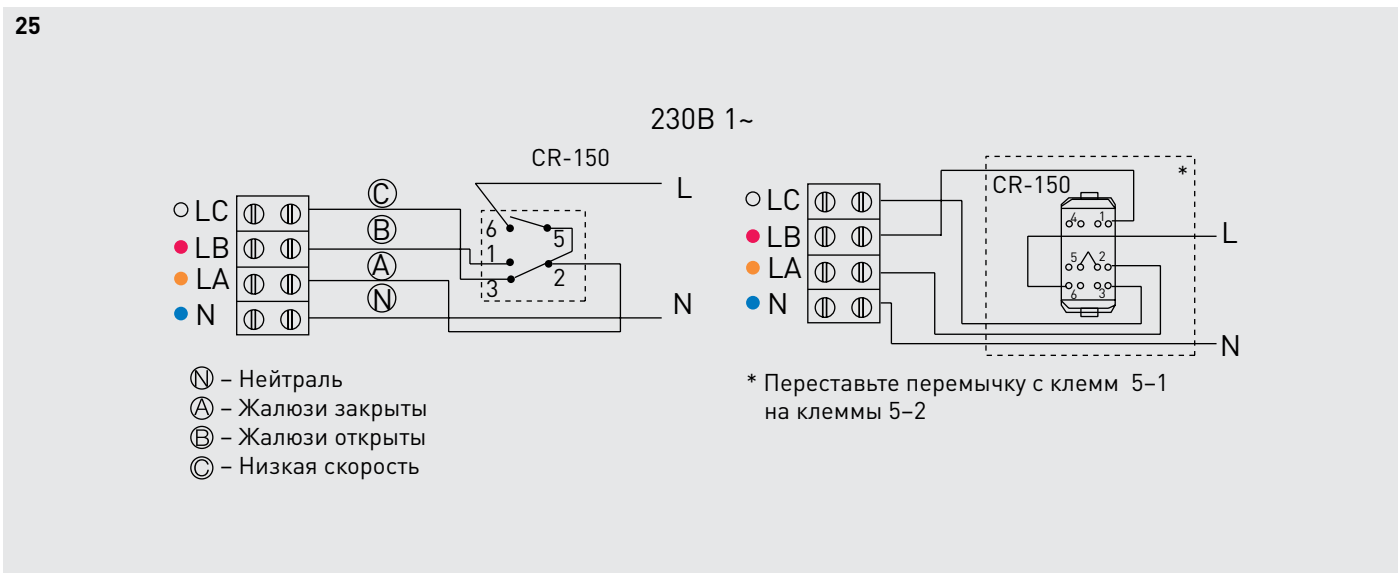 25
230В 1~
CR-150
L
LC
LB
LA
N
C
B
A
N
6
5
1
2
3
N
CR-150
*
LC
LB
LA
N
4
1
5
2
6
3
L
N
N – Нейтраль
A – Жалюзи закрыты
B – Жалюзи открыты
C – Низкая скорость
* Переставьте перемычку с клемм 5–1
на клеммы 5–2